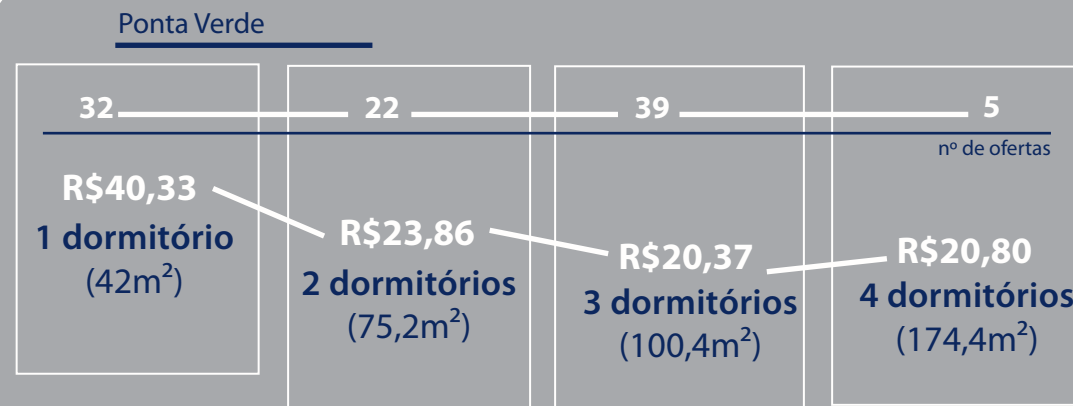 Ponta Verde
32 22 39 5
nº de ofertas
R$40,33
1 dormitório
(42m²)
R$23,86
2 dormitórios
(75,2m²)
R$20,37
3 dormitórios
(100,4m²)
R$20,80
4 dormitórios
(174,4m²)